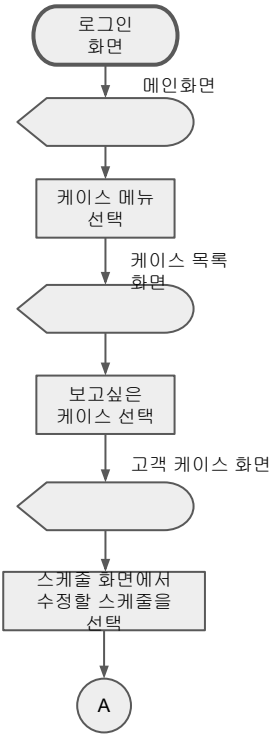 로그인
화면
메인화면
케이스 메뉴
선택
케이스 목록
화면
보고싶은
케이스 선택
고객 케이스 화면
스케줄 화면에서
수정할 스케줄을
선택
A